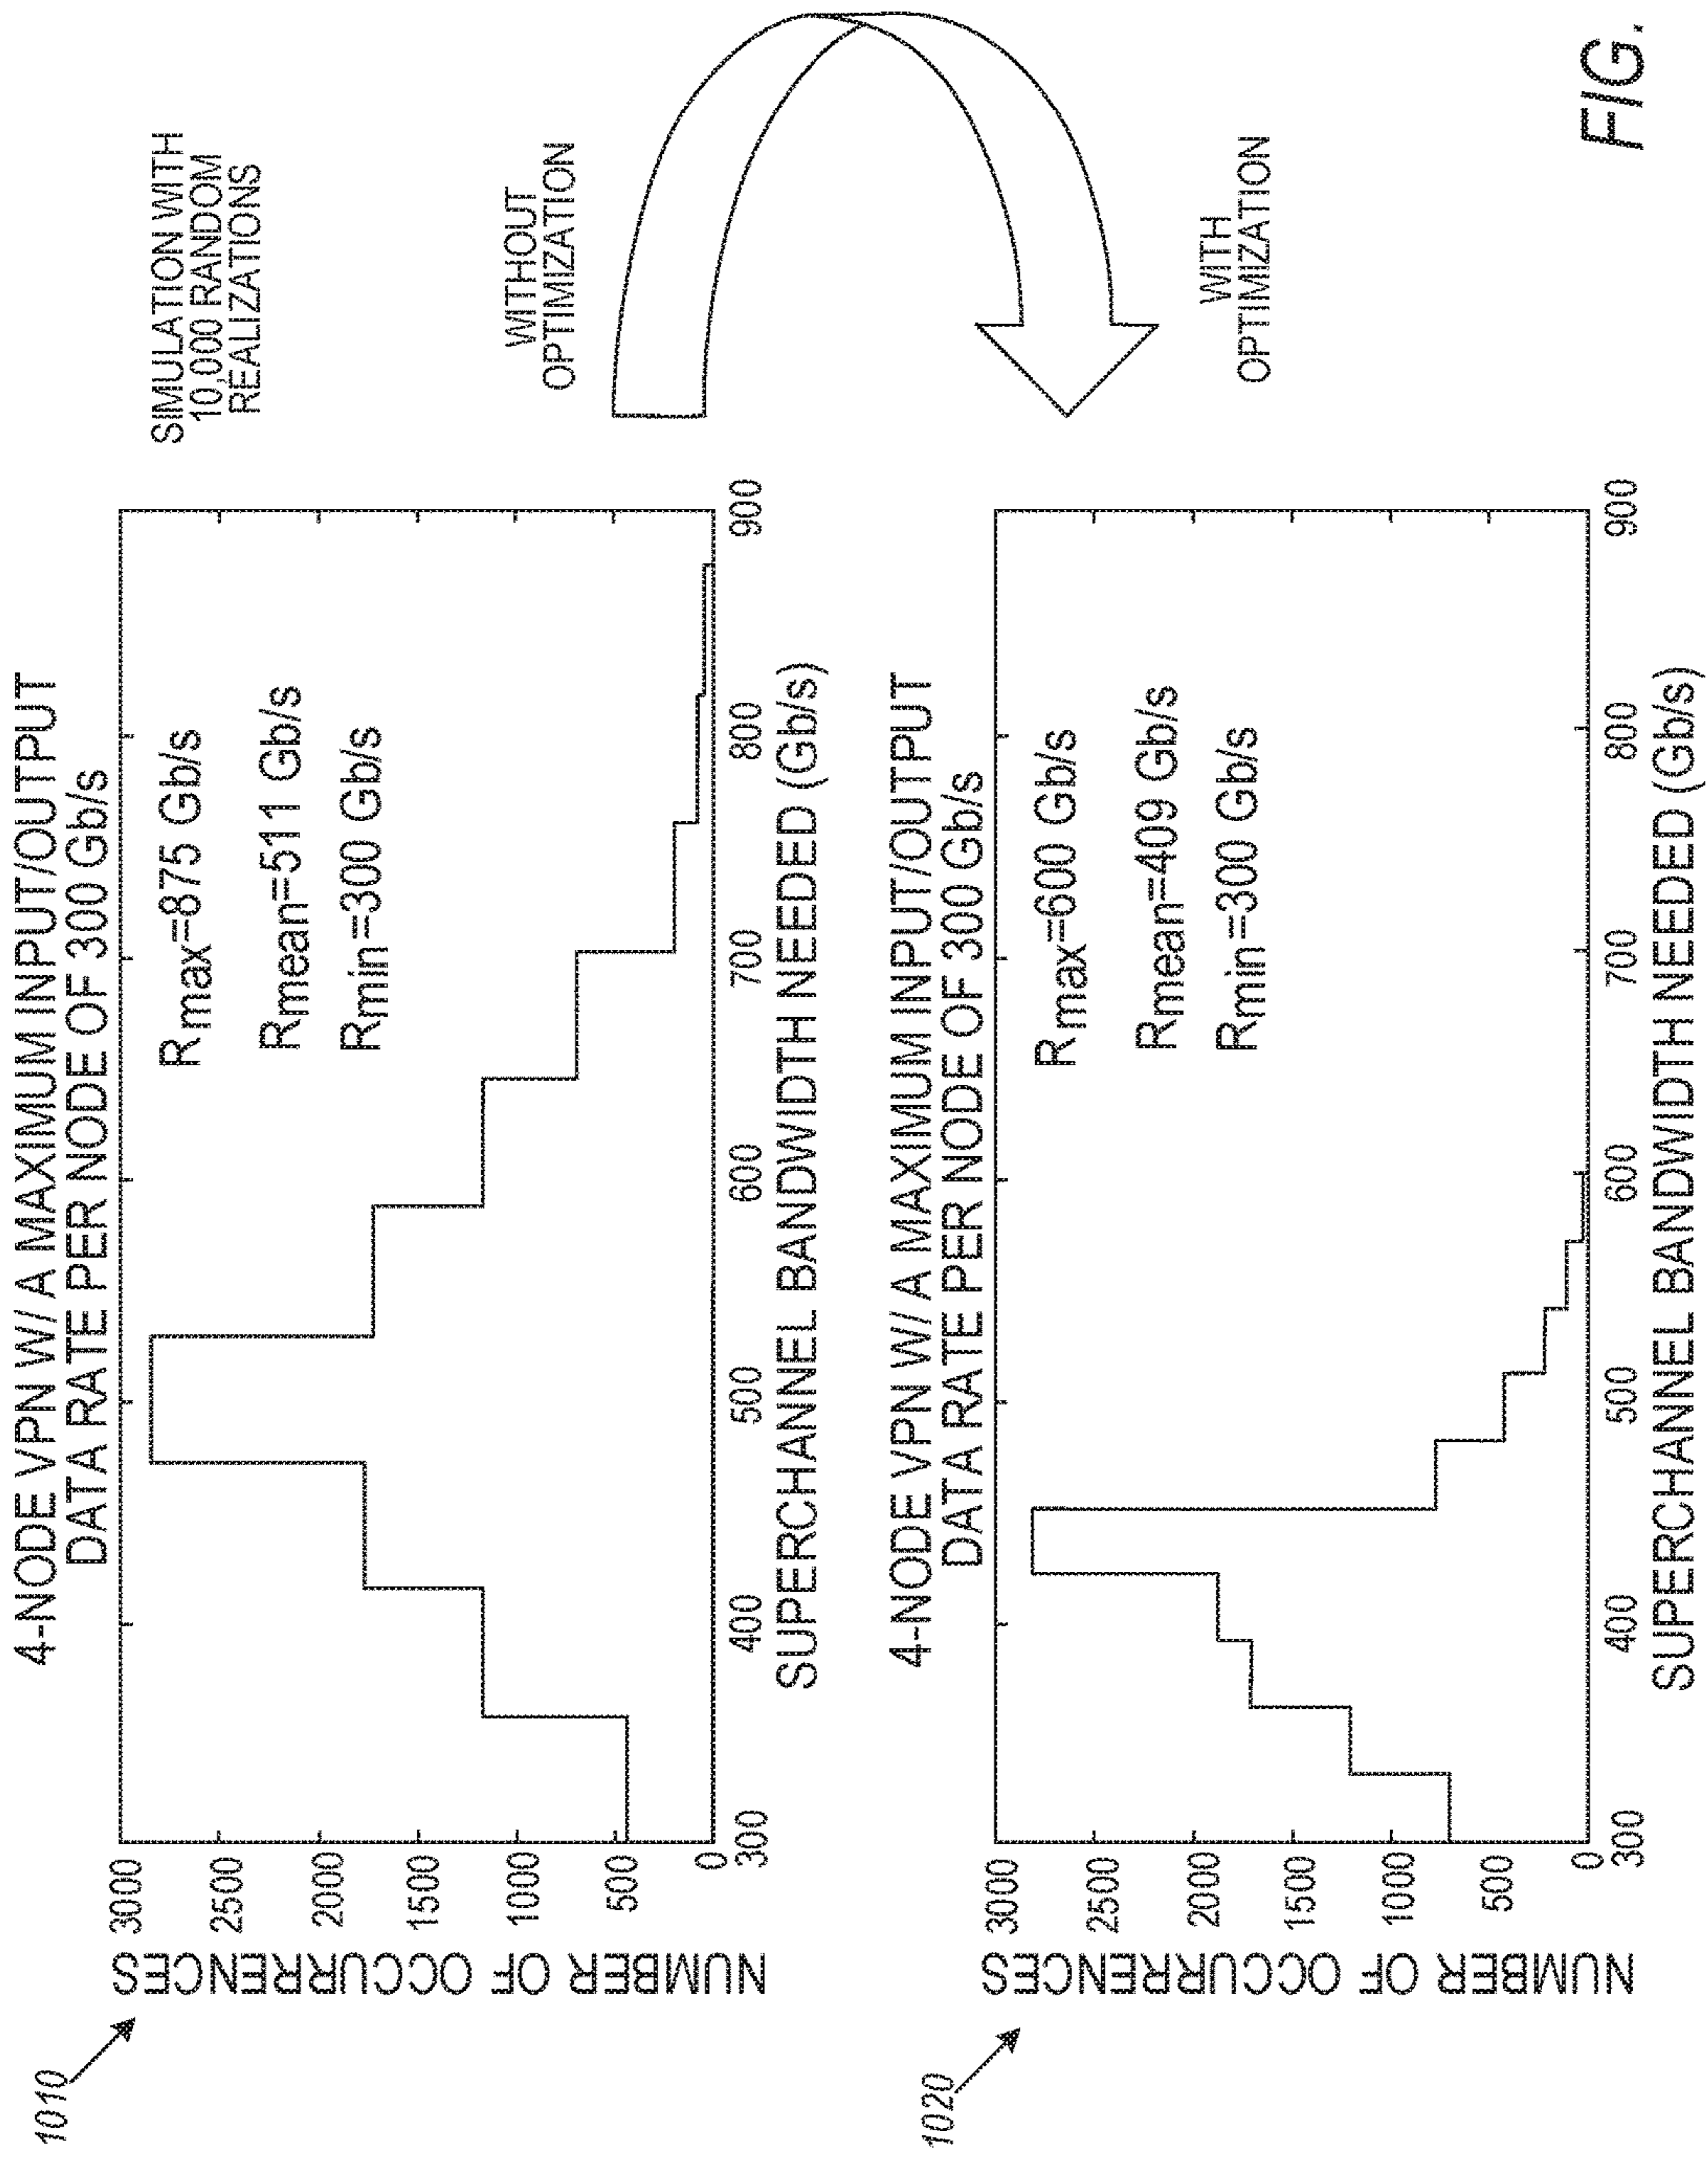 1010
4-NODE VPN W/ A MAXIMUM INPUT/OUTPUT
DATA RATE PER NODE OF 300 Gb/s
NUMBER OF OCCURRENCES
3000
2500
2000
1500
1000
500
0
Rmax=875 Gb/s
Rmean=511 Gb/s
Rmin=300 Gb/s
300
400
500
600
700
800
900
SUPERCHANNEL BANDWIDTH NEEDED (Gb/s)
SIMULATION WITH
10,000 RANDOM
REALIZATIONS
WITHOUT
OPTIMIZATION
1020
4-NODE VPN W/ A MAXIMUM INPUT/OUTPUT
DATA RATE PER NODE OF 300 Gb/s
NUMBER OF OCCURRENCES
3000
2500
2000
1500
1000
500
0
Rmax=600 Gb/s
Rmean=409 Gb/s
Rmin=300 Gb/s
300
400
500
600
700
800
900
SUPERCHANNEL BANDWIDTH NEEDED (Gb/s)
WITH
OPTIMIZATION
FIG.